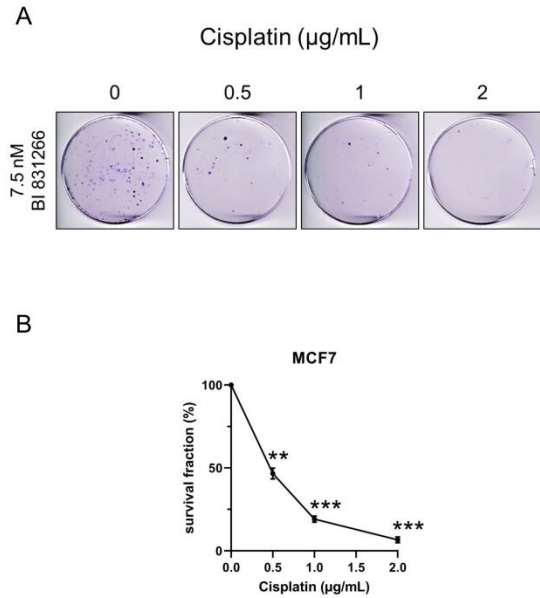 A
Cisplatin (µg/mL)
0 0.5 1 2
7.5 nM
BI 831266
B
MCF7
survival fraction (%)
100
50
0
**
***
***
0.0 0.5 1.0 1.5 2.0
Cisplatin (µg/mL)